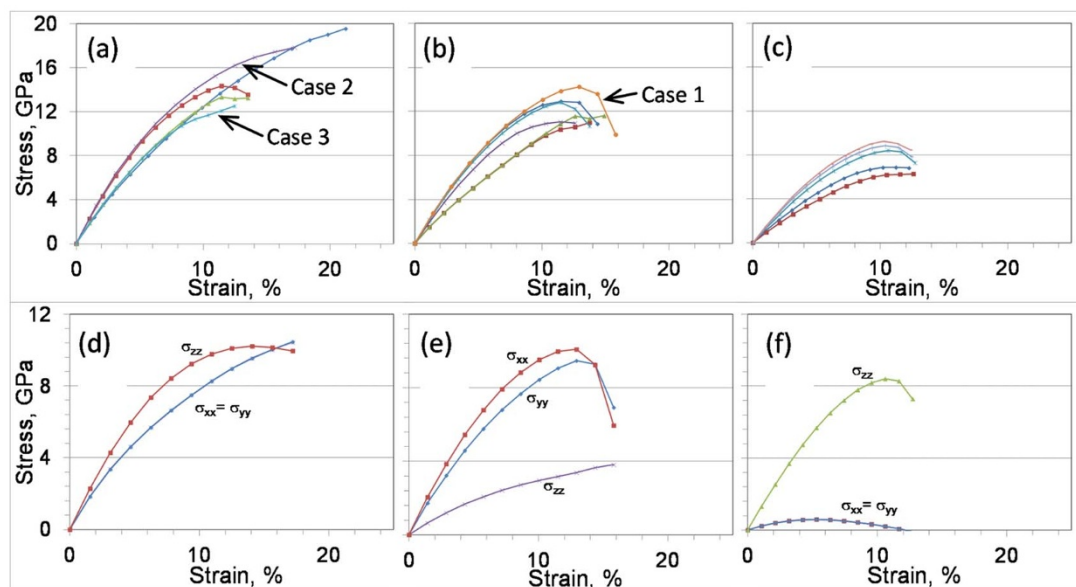 (a)
(b)
(c)
20
16
12
8
4
0
Stress, GPa
Case 2
Case 3
Case 1
0 10 20
0 10 20
0 10 20
Strain, %
Strain, %
Strain, %
(d)
(e)
(f)
12
8
4
0
Stress, GPa
σzz
σxx= σyy
σxx
σyy
σzz
σzz
σxx= σyy
0 10 20
0 10 20
0 10 20
Strain, %
Strain, %
Strain, %